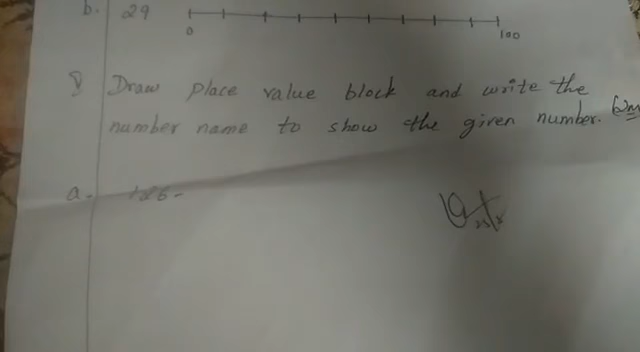 b. 29
0 100
8 Draw place value block and write the
number name to show the given number. (2m
a. 126-